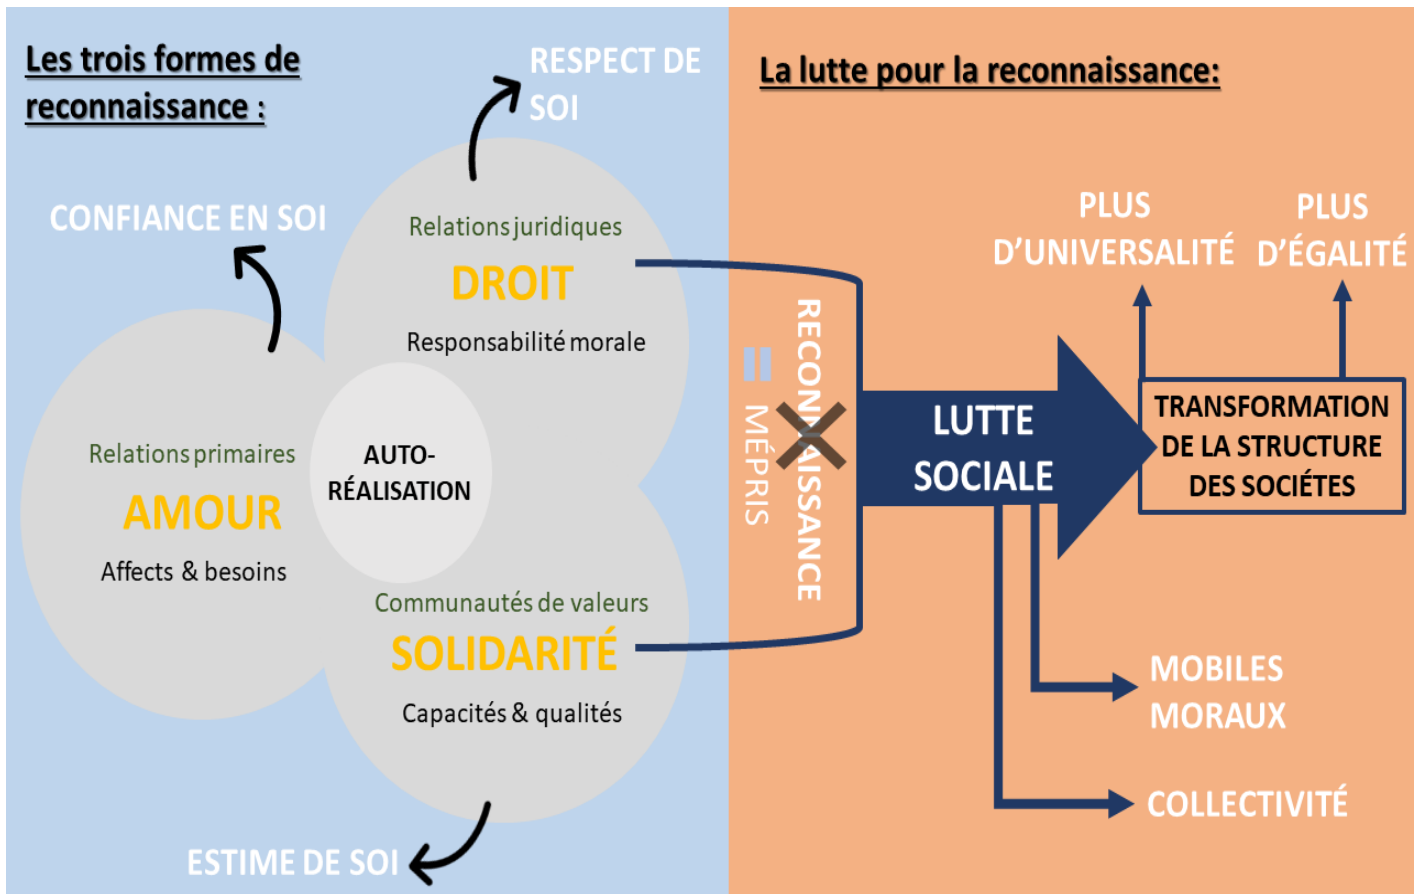 Les trois formes de
reconnaissance :
RESPECT DE
SOI
CONFIANCE EN SOI
Relations juridiques
DROIT
Responsabilité morale
Relations primaires
AMOUR
Affects & besoins
AUTO-
RÉALISATION
Communautés de valeurs
SOLIDARITÉ
Capacités & qualités
ESTIME DE SOI
La lutte pour la reconnaissance:
RECONNAISSANCE
=
MÉPRIS
LUTTE
SOCIALE
PLUS
D’UNIVERSALITÉ
PLUS
D’ÉGALITÉ
TRANSFORMATION
DE LA STRUCTURE
DES SOCIÉTES
MOBILES
MORAUX
COLLECTIVITÉ